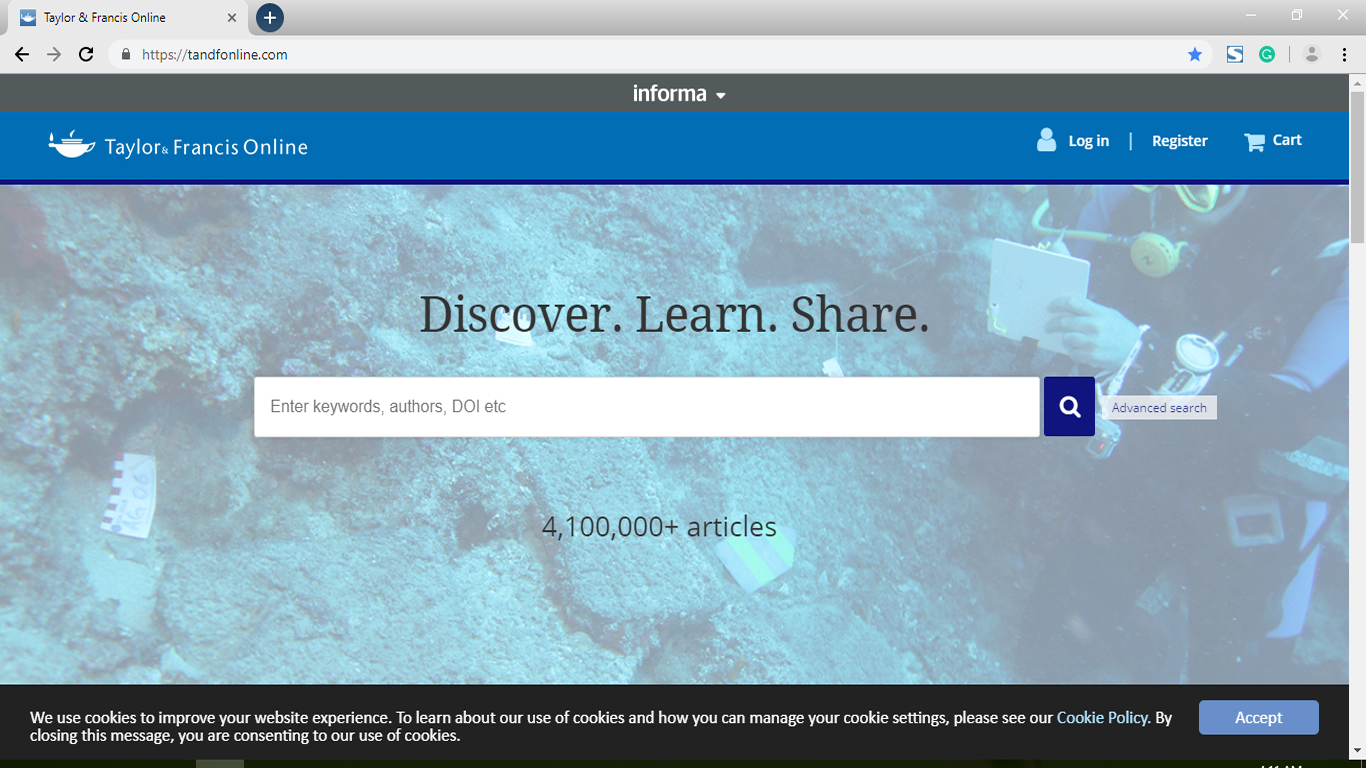 Taylor & Francis Online
https://tandfonline.com
informa
Taylor & Francis Online
Log in | Register Cart
Discover. Learn. Share.
Enter keywords, authors, DOI etc
Advanced search
4,100,000+ articles
We use cookies to improve your website experience. To learn about our use of cookies and how you can manage your cookie settings, please see our Cookie Policy. By
closing this message, you are consenting to our use of cookies.
Accept